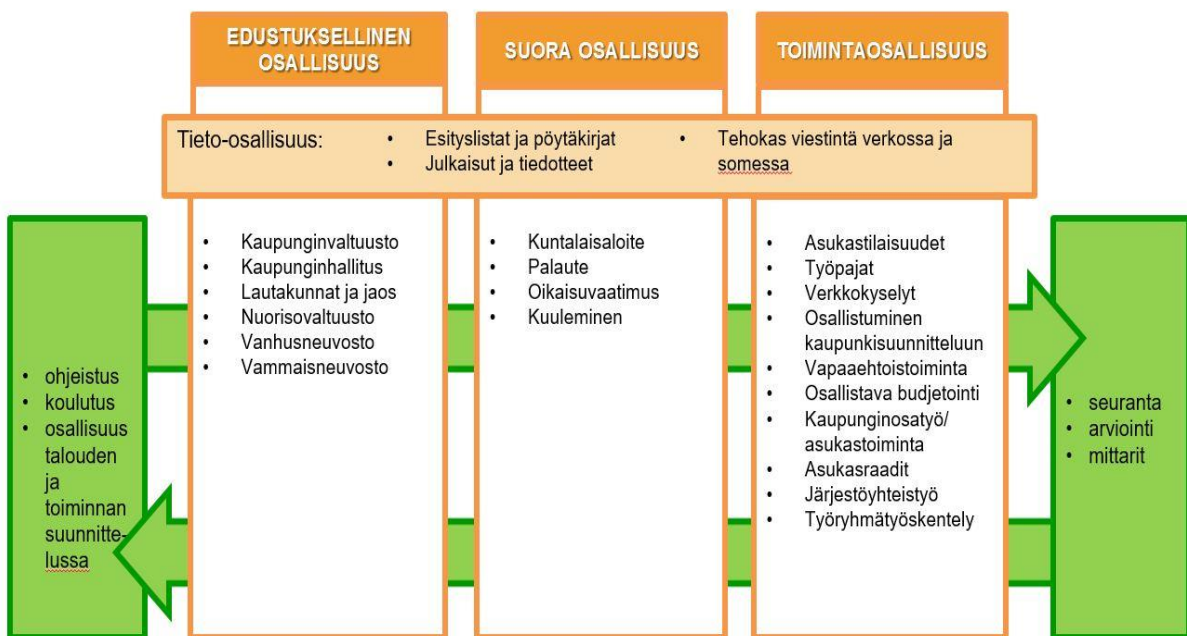 EDUSTUKSELLINEN
OSALLISUUS
SUORA OSALLISUUS
TOIMINTAOSALLISUUS
Tieto-osallisuus:
• Esityslistat ja pöytäkirjat
• Julkaisut ja tiedotteet
• Tehokas viestintä verkossa ja
somessa
• ohjeistus
• koulutus
• osallisuus
talouden
ja
toiminnan
suunnitte-
lussa
• Kaupunginvaltuusto
• Kaupunginhallitus
• Lautakunnat ja jaos
• Nuorisovaltuusto
• Vanhusneuvosto
• Vammaisneuvosto
• Kuntalaisaloite
• Palaute
• Oikaisuvaatimus
• Kuuleminen
• Asukastilaisuudet
• Työpajat
• Verkkokyselyt
• Osallistuminen
kaupunkisuunnitteluun
• Vapaaehtoistoiminta
• Osallistava budjetointi
• Kaupunginosatyö/
asukastoiminta
• Asukasraadit
• Järjestöyhteistyö
• Työryhmätyöskentely
• seuranta
• arviointi
• mittarit